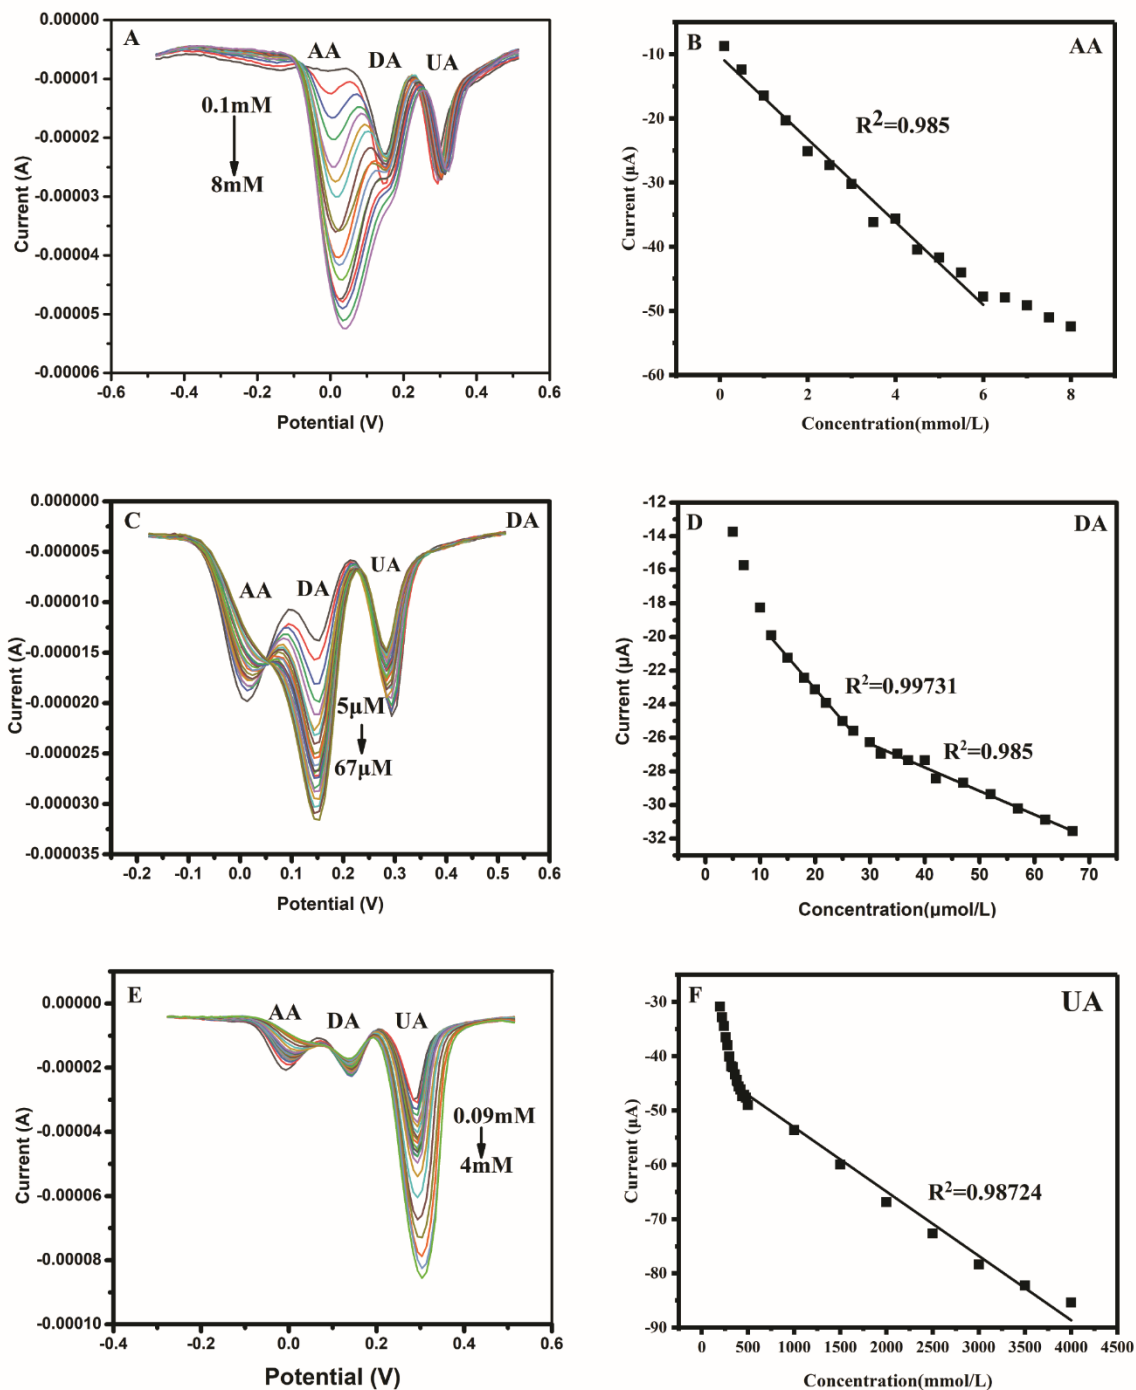 A
AA
DA
UA
0.1mM
8mM
0.00000
-0.00001
-0.00002
-0.00003
-0.00004
-0.00005
-0.00006
Current (A)
-0.6
-0.4
-0.2
0.0
0.2
0.4
0.6
Potential (V)
B
AA
R²=0.985
-10
-20
-30
-40
-50
-60
Current (µA)
0
2
4
6
8
Concentration(mmol/L)
C
DA
AA
DA
UA
5µM
67µM
0.000000
-0.000005
-0.000010
-0.000015
-0.000020
-0.000025
-0.000030
-0.000035
Current (A)
-0.2
-0.1
0.0
0.1
0.2
0.3
0.4
0.5
0.6
Potential (V)
D
DA
R²=0.99731
R²=0.985
-12
-14
-16
-18
-20
-22
-24
-26
-28
-30
-32
Current (µA)
0
10
20
30
40
50
60
70
Concentration(µmol/L)
E
AA
DA
UA
0.09mM
4mM
0.00000
-0.00002
-0.00004
-0.00006
-0.00008
-0.00010
Current (A)
-0.4
-0.2
0.0
0.2
0.4
0.6
Potential (V)
F
UA
R²=0.98724
-30
-40
-50
-60
-70
-80
-90
Current (µA)
0
500
1000
1500
2000
2500
3000
3500
4000
4500
Concentration(mmol/L)